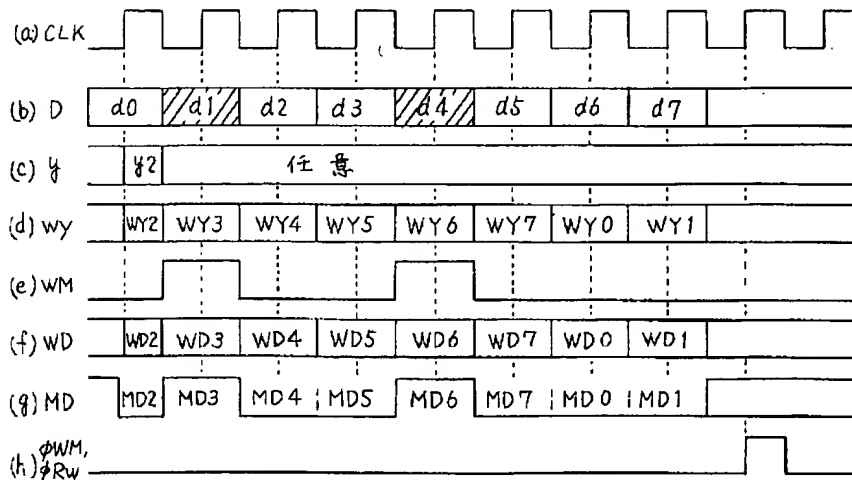 (a) CLK
(b) D d0 d1 d2 d3 d4 d5 d6 d7
(c) y y2 任意
(d) WY WY2 WY3 WY4 WY5 WY6 WY7 WY0 WY1
(e) WM
(f) WD WD2 WD3 WD4 WD5 WD6 WD7 WD0 WD1
(g) MD MD2 MD3 MD4 MD5 MD6 MD7 MD0 MD1
(h) φWM, φRW